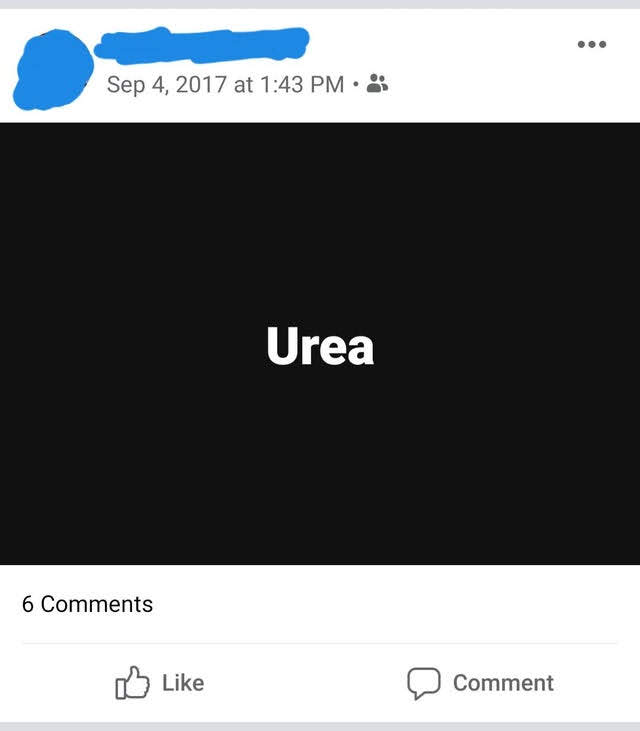 Sep 4, 2017 at 1:43 PM •
Urea
6 Comments
Like
Comment